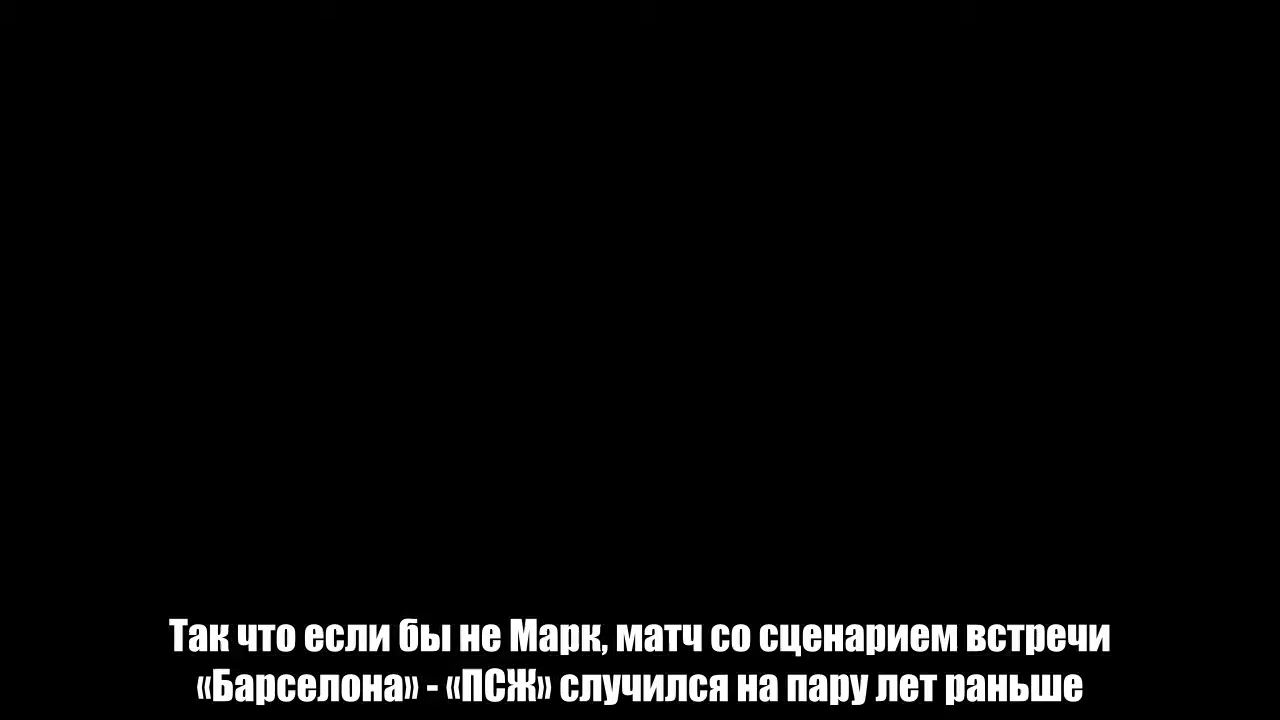 Так что если бы не Марк, матч со сценарием встречи
«Барселона» - «ПСЖ» случился на пару лет раньше